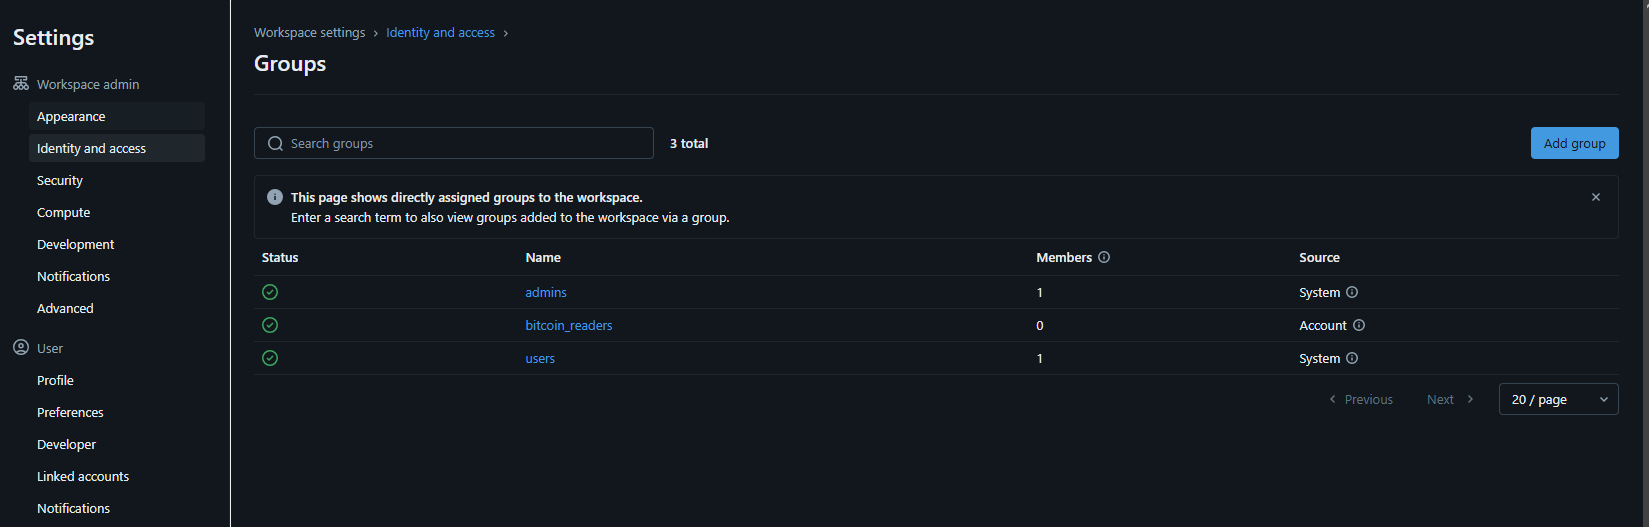 Settings
Workspace admin
Appearance
Identity and access
Security
Compute
Development
Notifications
Advanced
User
Profile
Preferences
Developer
Linked accounts
Notifications
Workspace settings > Identity and access >
Groups
Search groups
3 total
Add group
This page shows directly assigned groups to the workspace.
Enter a search term to also view groups added to the workspace via a group.
Status Name Members Source
admins 1 System
bitcoin_readers 0 Account
users 1 System
Previous Next 20 / page